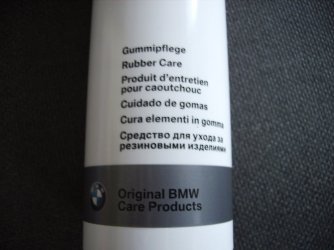 Gummipflege
Rubber Care
Produit d'entretien
pour caoutchouc
Cuidado de gomas
Cura elementi in gomma
Средство для ухода за
резиновыми изделиями
Original BMW
Care Products